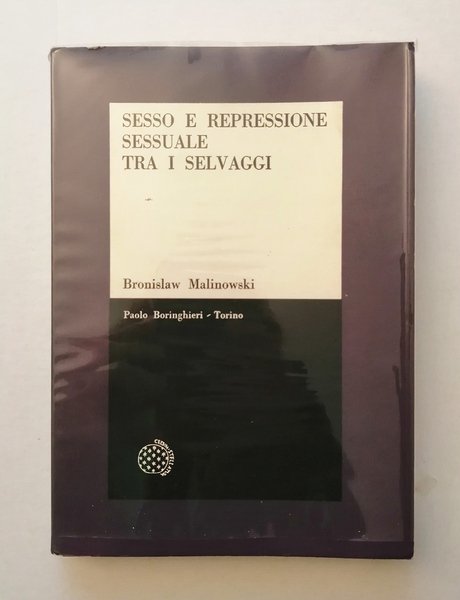 SESSO E REPRESSIONE
SESSUALE
TRA I SELVAGGI
Bronislaw Malinowski
Paolo Boringhieri - Torino